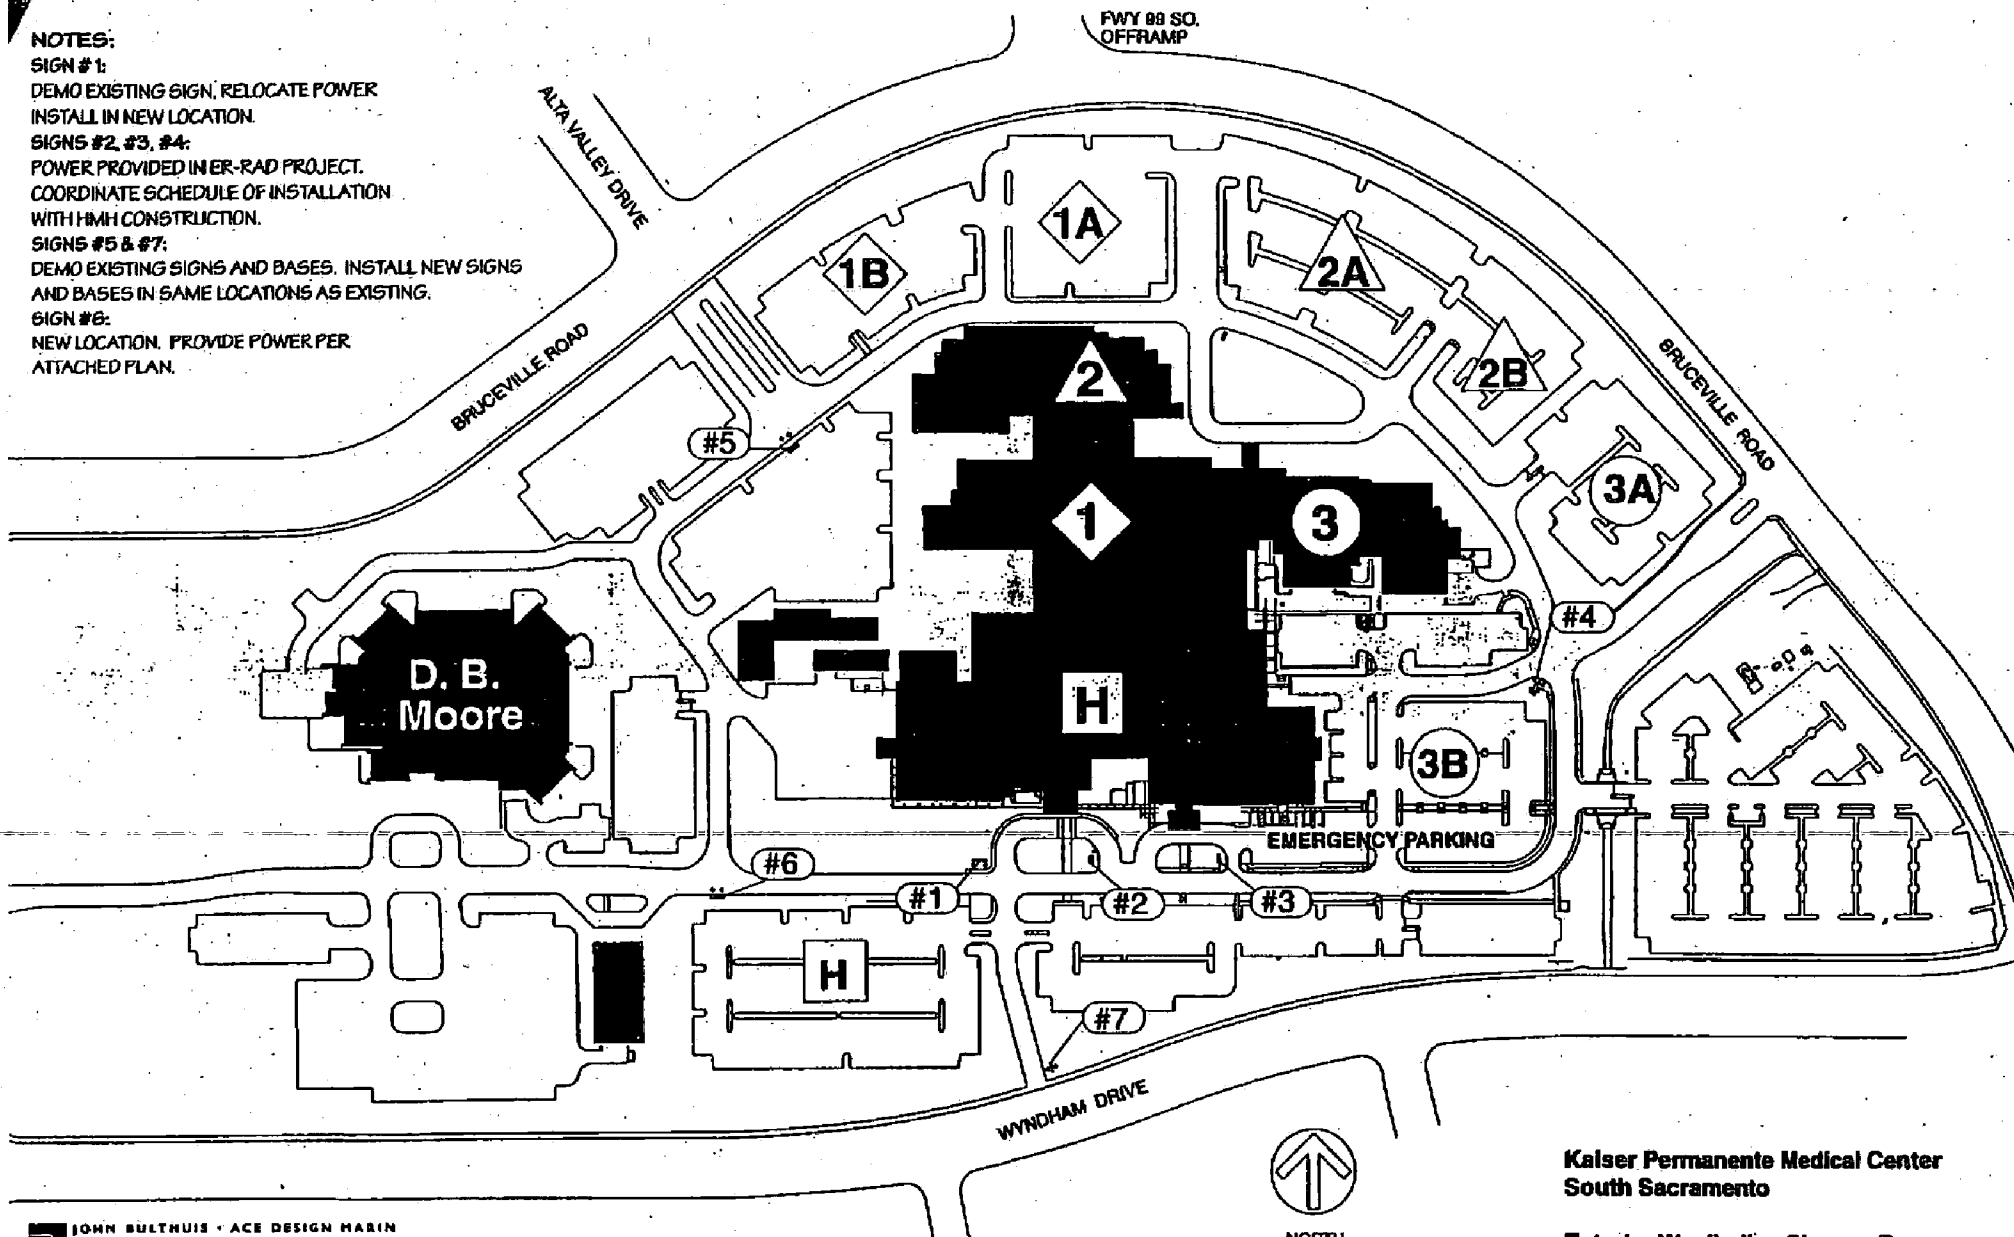 NOTES:
SIGN #1:
DEMO EXISTING SIGN, RELOCATE POWER
INSTALL IN NEW LOCATION.
SIGNS #2, #3, #4:
POWER PROVIDED IN ER-RAD PROJECT.
COORDINATE SCHEDULE OF INSTALLATION
WITH HMH CONSTRUCTION.
SIGNS #5 & #7:
DEMO EXISTING SIGNS AND BASES. INSTALL NEW SIGNS
AND BASES IN SAME LOCATIONS AS EXISTING.
SIGN #6:
NEW LOCATION. PROVIDE POWER PER
ATTACHED PLAN.
FWY 99 SO.
OFFRAMP
ALTA VALLEY DRIVE
BRUCEVILLE ROAD
BRUCEVILLE ROAD
1A
1B
2A
2B
2
3A
#5
1
3
#4
D. B.
Moore
H
3B
EMERGENCY PARKING
#6
#1
#2
#3
H
#7
WYNDHAM DRIVE
Kaiser Permanente Medical Center
South Sacramento
JOHN BULTHUIS • ACE DESIGN MARIN
NORTH